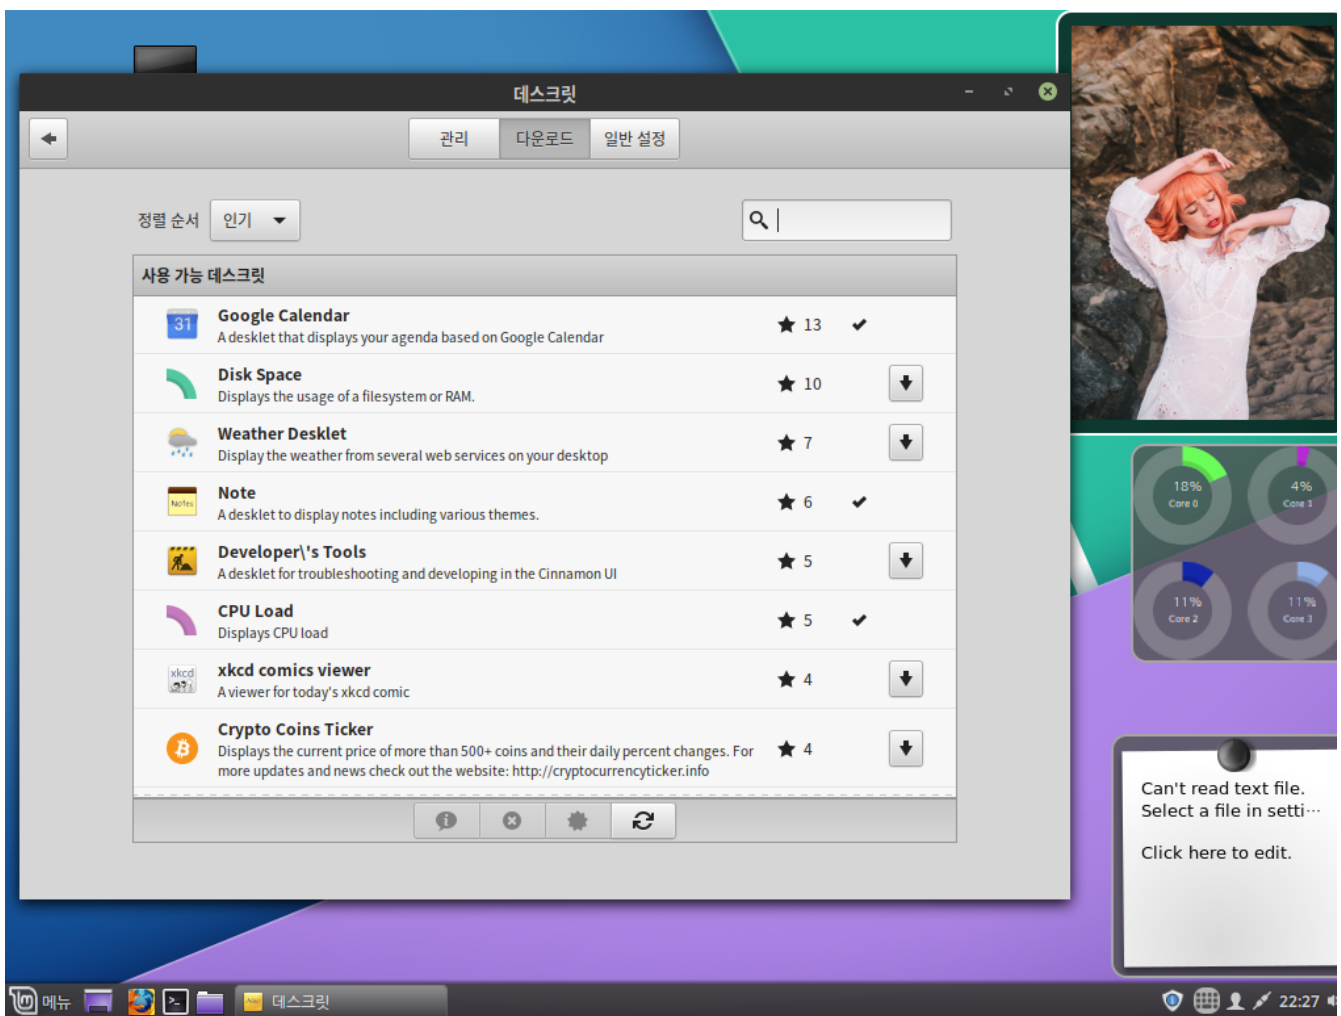 데스크릿
관리
다운로드
일반 설정
정렬 순서
인기
사용 가능 데스크릿
31
Google Calendar
A desklet that displays your agenda based on Google Calendar
13
Disk Space
Displays the usage of a filesystem or RAM.
10
Weather Desklet
Display the weather from several web services on your desktop
7
Notes
Note
A desklet to display notes including various themes.
6
Developer\'s Tools
A desklet for troubleshooting and developing in the Cinnamon UI
5
CPU Load
Displays CPU load
5
xkcd
xkcd comics viewer
A viewer for today's xkcd comic
4
Crypto Coins Ticker
Displays the current price of more than 500+ coins and their daily percent changes. For
more updates and news check out the website: http://cryptocurrencyticker.info
4
18%
Core 0
4%
Core 1
11%
Core 2
11%
Core 3
Can't read text file.
Select a file in setti…
Click here to edit.
메뉴
데스크릿
22:27